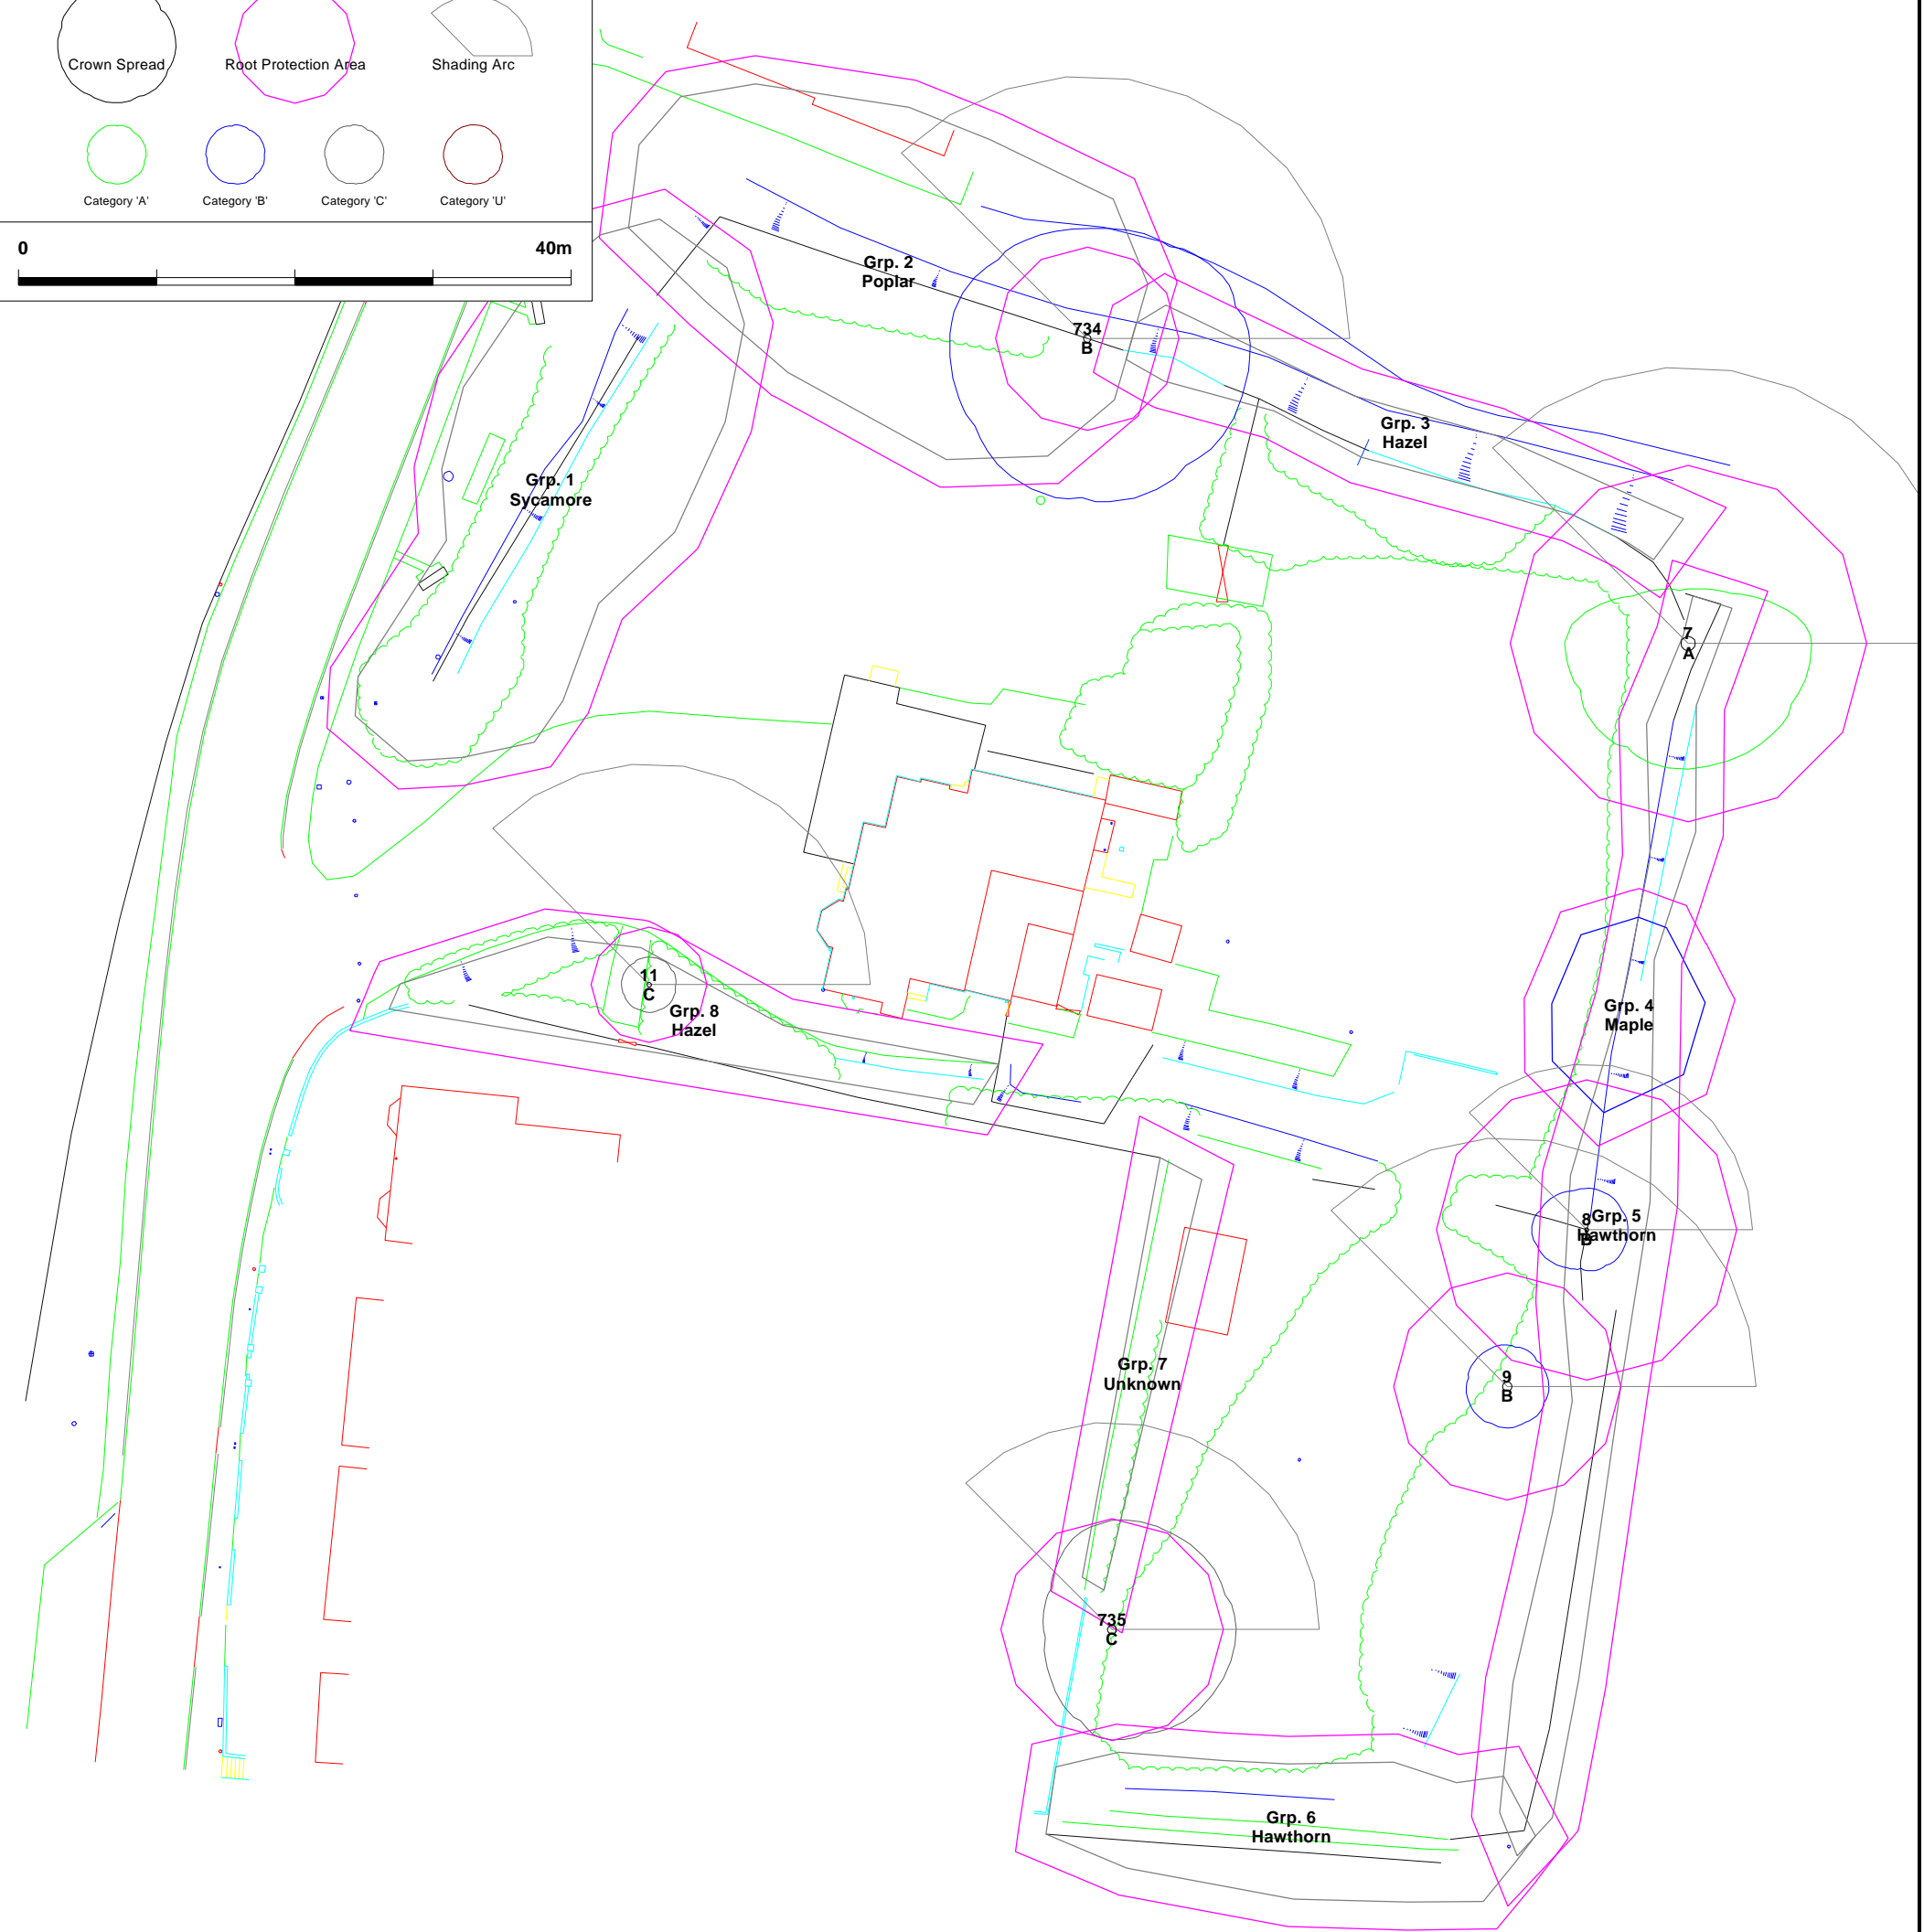 Crown Spread
Root Protection Area
Shading Arc
Category 'A'
Category 'B'
Category 'C'
Category 'U'
0
40m
Grp. 2
Poplar
734
B
Grp. 3
Hazel
Grp. 1
Sycamore
7
A
11
C
Grp. 8
Hazel
Grp. 4
Maple
8
B
Grp. 5
Hawthorn
Grp. 7
Unknown
9
B
735
C
Grp. 6
Hawthorn